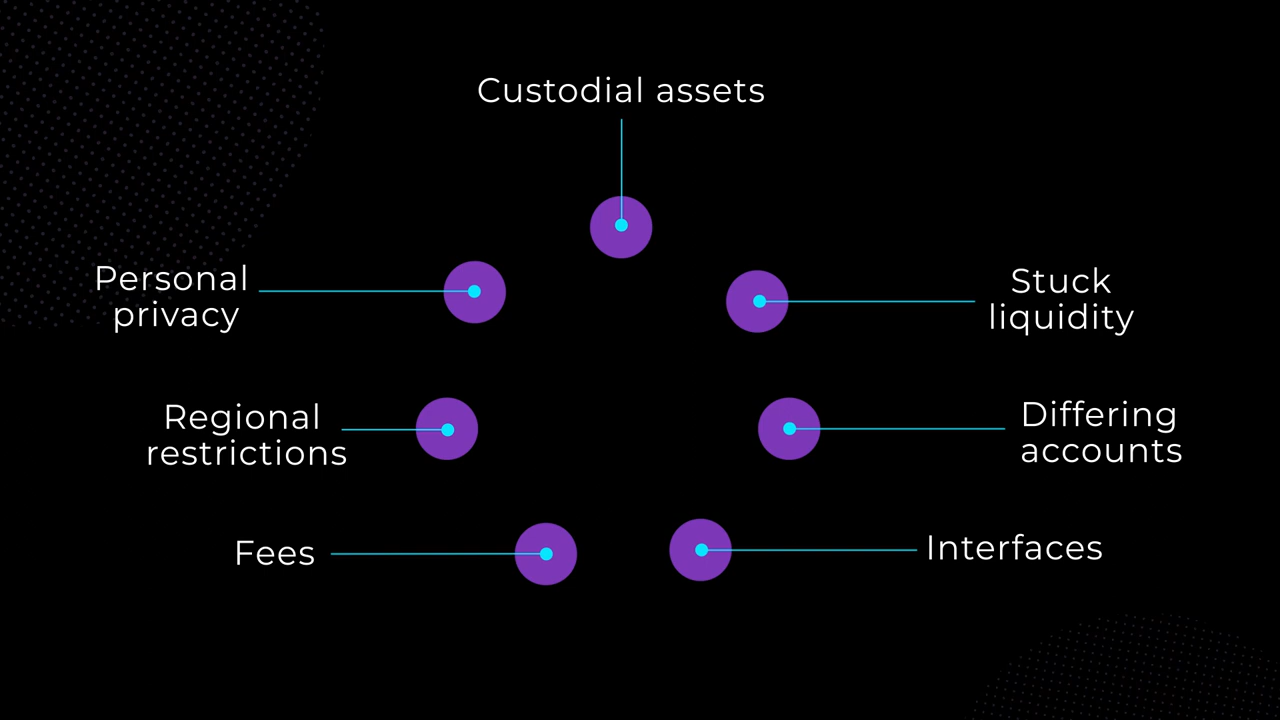 Custodial assets
Personal
privacy
Stuck
liquidity
Regional
restrictions
Differing
accounts
Fees
Interfaces